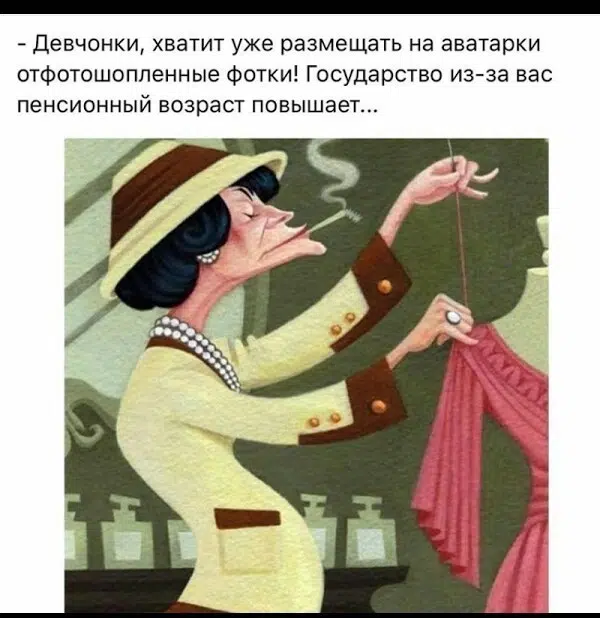 - Девчонки, хватит уже размещать на аватарки
отфотошопленные фотки! Государство из-за вас
пенсионный возраст повышает...